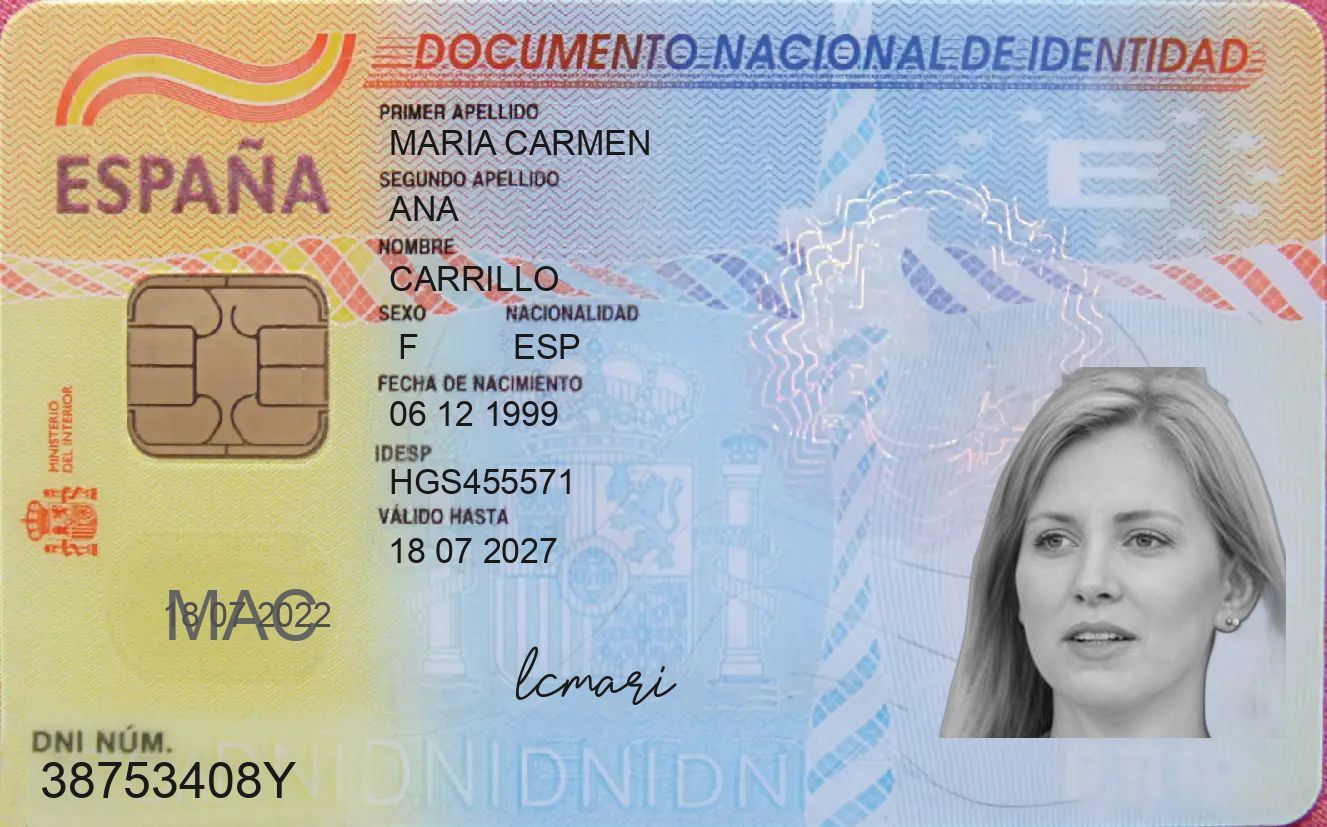 DOCUMENTO NACIONAL DE IDENTIDAD
ESPAÑA
PRIMER APELLIDO
MARIA CARMEN
SEGUNDO APELLIDO
ANA
NOMBRE
CARRILLO
SEXO NACIONALIDAD
F ESP
FECHA DE NACIMIENTO
06 12 1999
IDESP
HGS455571
VÁLIDO HASTA
18 07 2027
MINISTERIO
DEL INTERIOR
E
MAC
18 07 2022
lcmari
DNI NÚM.
38753408Y
DNIDNIDNIDNI